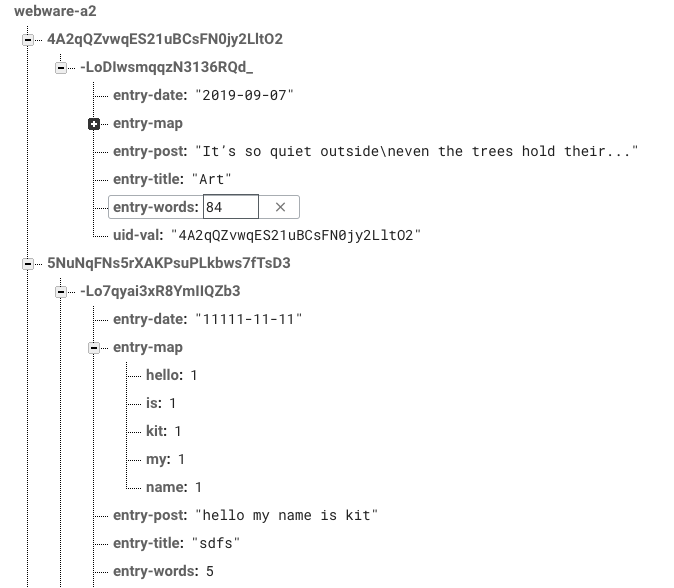 webware-a2
4A2qQZvwqES21uBCsFN0jy2LltO2
-LoDIwsmqqzN3136RQd_
entry-date: "2019-09-07"
entry-map
entry-post: "It's so quiet outside\neven the trees hold their..."
entry-title: "Art"
entry-words: 84 ×
uid-val: "4A2qQZvwqES21uBCsFN0jy2LltO2"
5NuNqFNs5rXAKPsuPLkbws7fTsD3
-Lo7qyai3xR8YmIIQZb3
entry-date: "11111-11-11"
entry-map
hello: 1
is: 1
kit: 1
my: 1
name: 1
entry-post: "hello my name is kit"
entry-title: "sdfs"
entry-words: 5